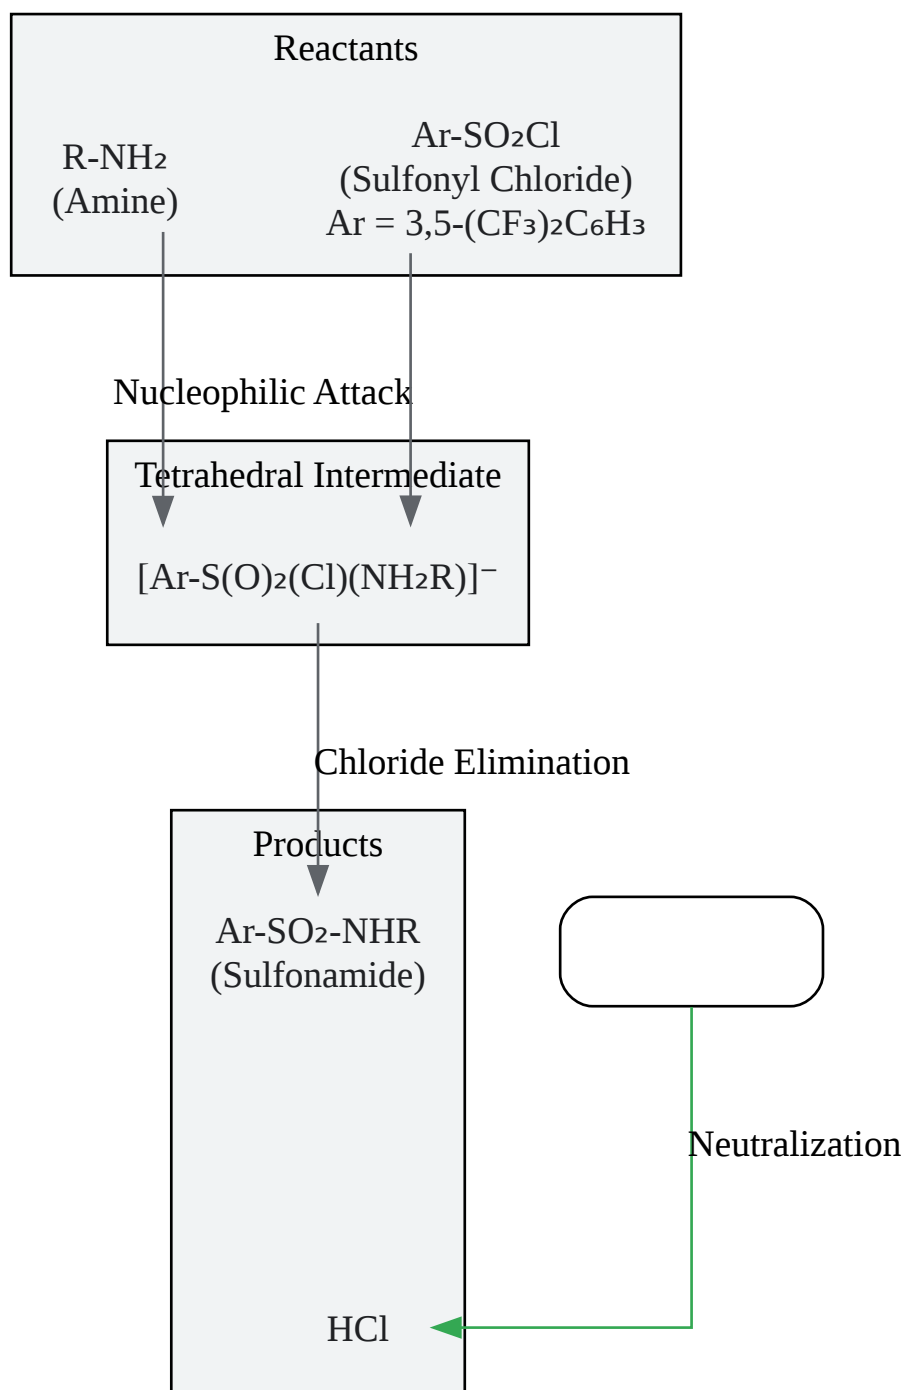 Reactants
R-NH₂
(Amine)
Ar-SO₂Cl
(Sulfonyl Chloride)
Ar = 3,5-(CF₃)₂C₆H₃
Nucleophilic Attack
Tetrahedral Intermediate
[Ar-S(O)₂(Cl)(NH₂R)]⁻
Chloride Elimination
Products
Ar-SO₂-NHR
(Sulfonamide)
Neutralization
HCl